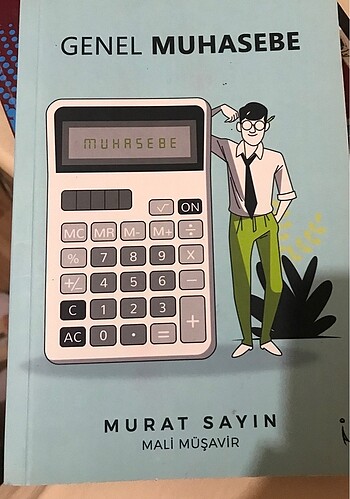 GENEL MUHASEBE
MUHASEBE
√ ON
MC MR M- M+ ÷
% 7 8 9 X
+/- 4 5 6 −
C 1 2 3 +
AC 0 . =
MURAT SAYIN
MALİ MÜŞAVİR